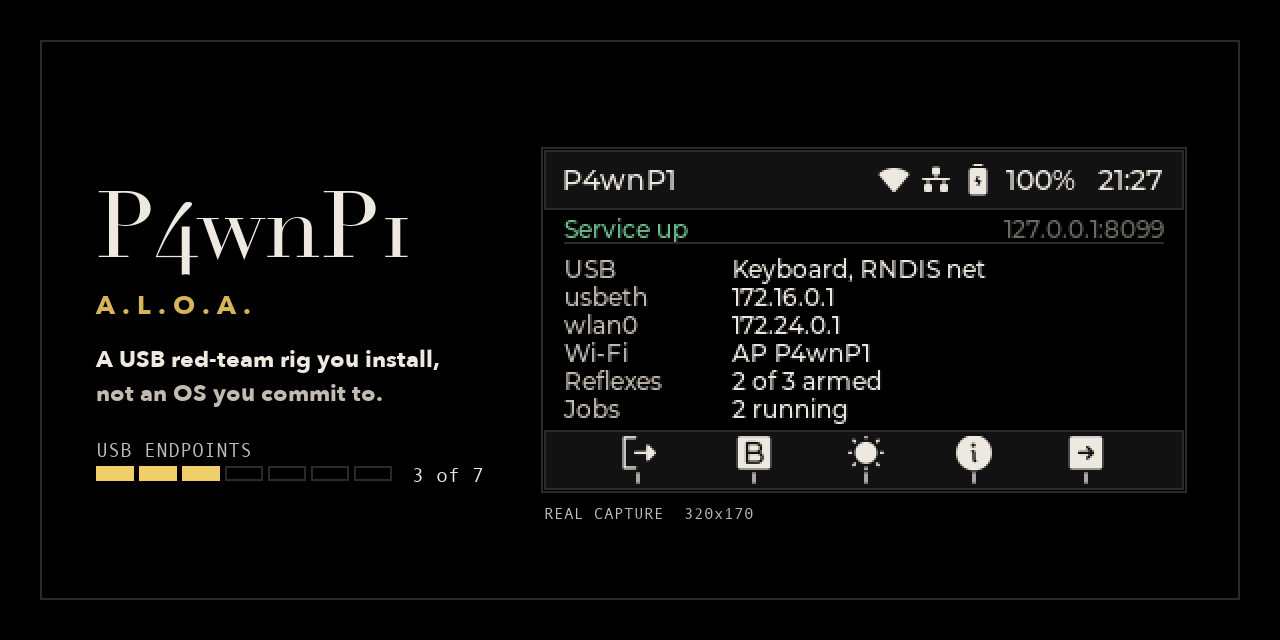 P4wnP1
A.L.O.A.
A USB red-team rig you install,
not an OS you commit to.
USB ENDPOINTS
3 of 7
P4wnP1 100% 21:27
Service up 127.0.0.1:8099
USB Keyboard, RNDIS net
usbeth 172.16.0.1
wlan0 172.24.0.1
Wi-Fi AP P4wnP1
Reflexes 2 of 3 armed
Jobs 2 running
B i
REAL CAPTURE 320x170